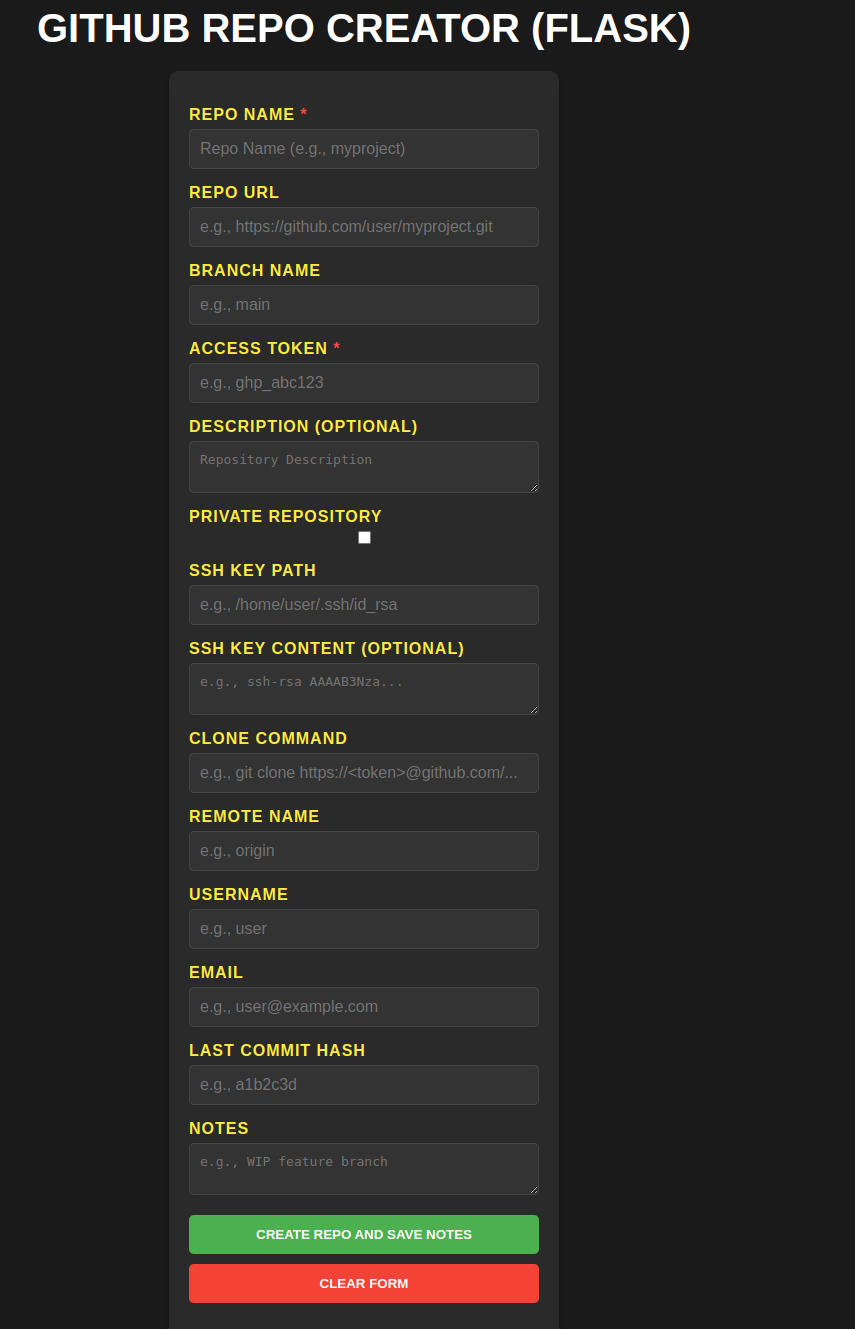 GITHUB REPO CREATOR (FLASK)
REPO NAME *
Repo Name (e.g., myproject)
REPO URL
e.g., https://github.com/user/myproject.git
BRANCH NAME
e.g., main
ACCESS TOKEN *
e.g., ghp_abc123
DESCRIPTION (OPTIONAL)
Repository Description
PRIVATE REPOSITORY
SSH KEY PATH
e.g., /home/user/.ssh/id_rsa
SSH KEY CONTENT (OPTIONAL)
e.g., ssh-rsa AAAAB3Nza...
CLONE COMMAND
e.g., git clone https://<token>@github.com/...
REMOTE NAME
e.g., origin
USERNAME
e.g., user
EMAIL
e.g., user@example.com
LAST COMMIT HASH
e.g., a1b2c3d
NOTES
e.g., WIP feature branch
CREATE REPO AND SAVE NOTES
CLEAR FORM